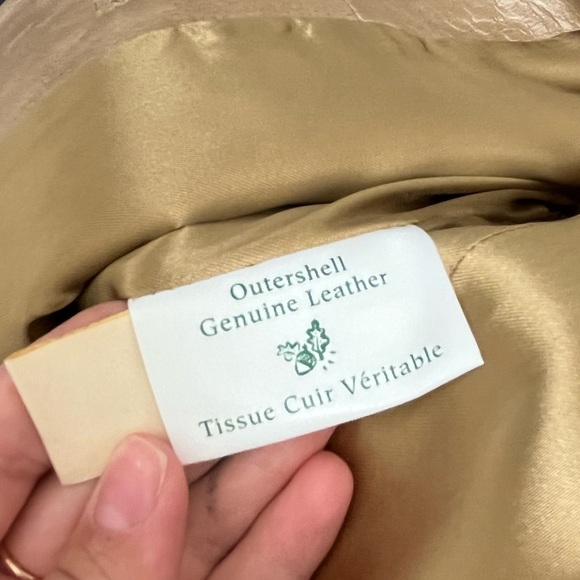 Outershell
Genuine Leather
Tissue Cuir Véritable